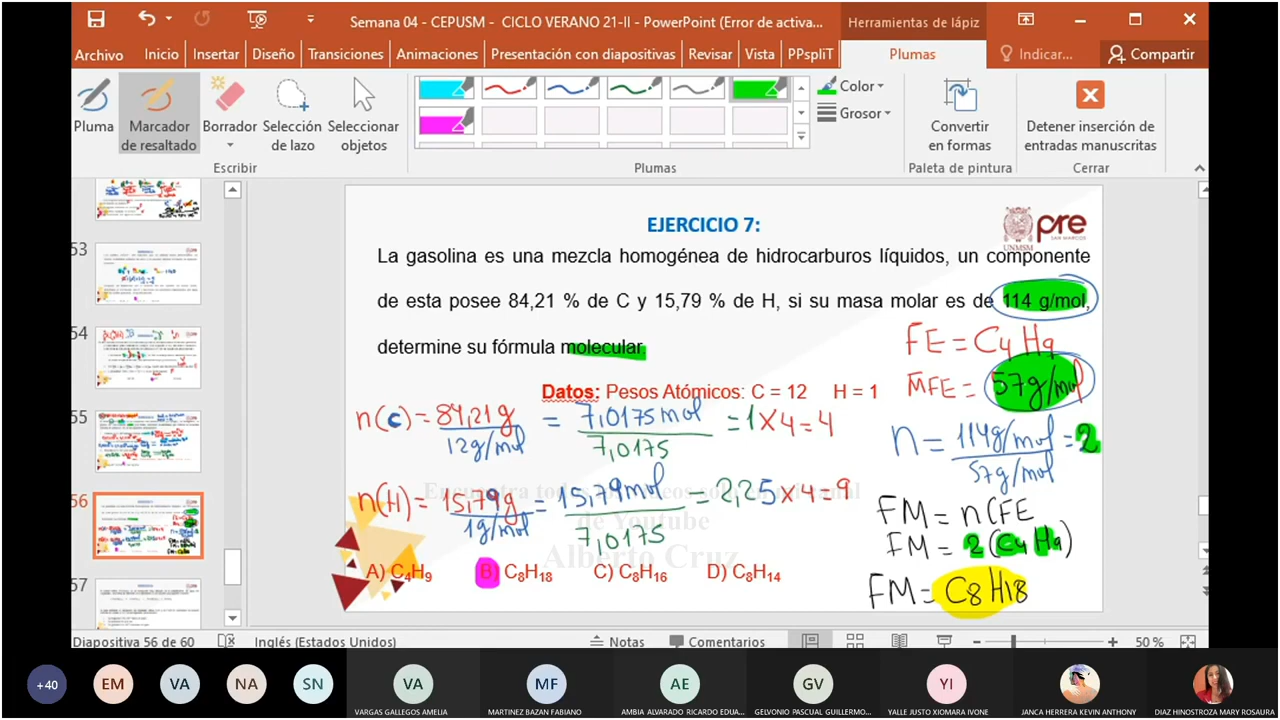 Semana 04 - CEPUSM - CICLO VERANO 21-II - PowerPoint (Error de activa...
Herramientas de lápiz
Archivo Inicio Insertar Diseño Transiciones Animaciones Presentación con diapositivas Revisar Vista PPspliT Plumas Indicar... Compartir
Pluma
Marcador de resaltado
Borrador
Selección de lazo
Seleccionar objetos
Color
Grosor
Convertir en formas
Detener inserción de entradas manuscritas
Escribir Plumas Paleta de pintura Cerrar
53
54
55
56
57
EJERCICIO 7:
UNMSM
pre
SAN MARCOS
La gasolina es una mezcla homogénea de hidrocarburos líquidos, un componente
de esta posee 84,21 % de C y 15,79 % de H, si su masa molar es de 114 g/mol,
determine su fórmula molecular.
Datos: Pesos Atómicos: C = 12 H = 1
n(C) = 84,21g / 12g/mol = 7,0175mol / 7,0175 = 1 x 4 = 4
n(H) = 15,79g / 1g/mol = 15,79mol / 7,0175 = 2,25 x 4 = 9
FE = C4H9
M̄FE = 57g/mol
n = 114g/mol / 57g/mol = 2
FM = n(FE
FM = 2(C4H9)
FM = C8H18
Alberto Cruz
A) C₄H₉ B) C₈H₁₈ C) C₈H₁₆ D) C₈H₁₄
Diapositiva 56 de 60 Inglés (Estados Unidos) Notas Comentarios 50 %
+40 EM VA NA SN VA MF AE GV YI
VARGAS GALLEGOS AMELIA
MARTINEZ BAZAN FABIANO
AMBIA ALVARADO RICARDO EDUA...
GELVONIO PASCUAL GUILLERMO...
YALLE JUSTO XIOMARA IVONE
JANCA HERRERA KEVIN ANTHONY
DIAZ HINOSTROZA MARY ROSAURA